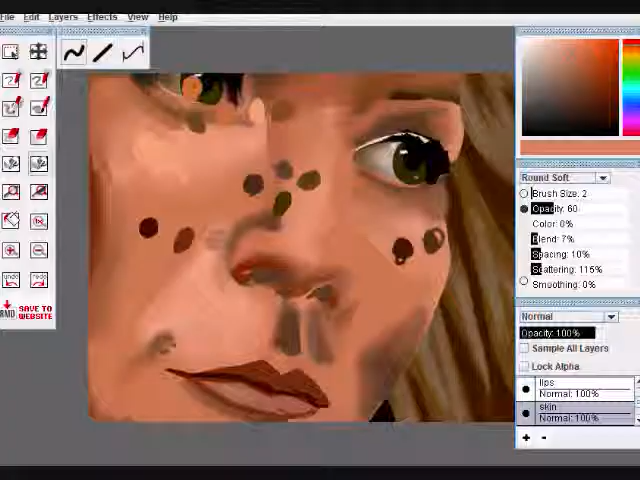 File Edit Layers Effects View Help
undo redo
SAVE TO
WEBSITE
Round Soft
Brush Size: 2
Opacity: 60
Color: 0%
Blend: 7%
Spacing: 10%
Scattering: 115%
Smoothing: 0%
Normal
Opacity: 100%
Sample All Layers
Lock Alpha
lips
Normal: 100%
skin
Normal: 100%